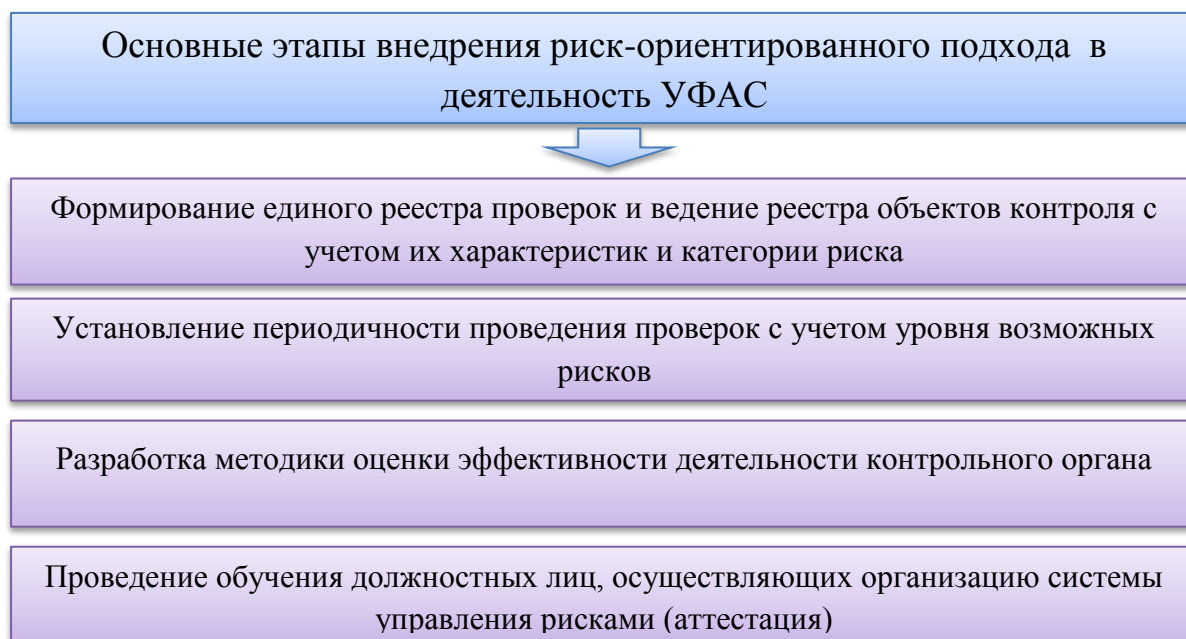 Основные этапы внедрения риск-ориентированного подхода в
деятельность УФАС
Формирование единого реестра проверок и ведение реестра объектов контроля с
учетом их характеристик и категории риска
Установление периодичности проведения проверок с учетом уровня возможных
рисков
Разработка методики оценки эффективности деятельности контрольного органа
Проведение обучения должностных лиц, осуществляющих организацию системы
управления рисками (аттестация)